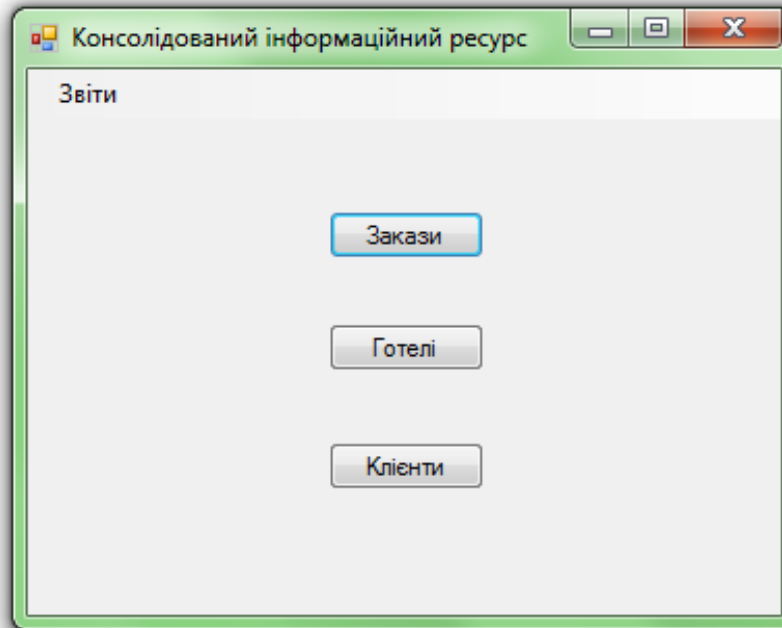 Консолідований інформаційний ресурс
Звіти
Закази
Готелі
Клієнти